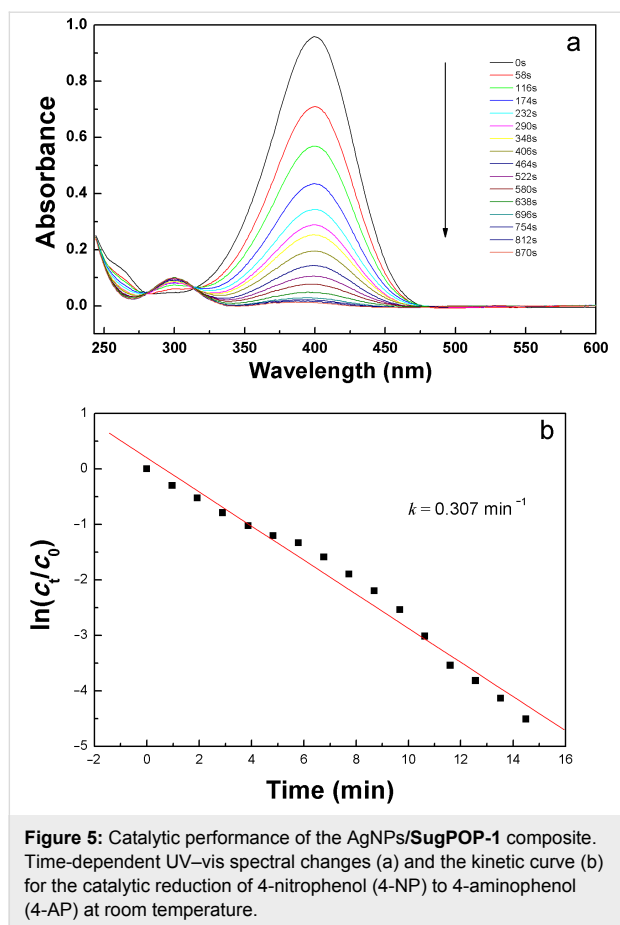 a
1.0
0.8
0.6
0.4
0.2
0.0
Absorbance
0s
58s
116s
174s
232s
290s
348s
406s
464s
522s
580s
638s
696s
754s
812s
870s
250 300 350 400 450 500 550 600
Wavelength (nm)
b
1
0
−1
−2
−3
−4
−5
ln(cₜ/c₀)
k = 0.307 min⁻¹
−2 0 2 4 6 8 10 12 14 16
Time (min)
Figure 5: Catalytic performance of the AgNPs/SugPOP-1 composite.
Time-dependent UV–vis spectral changes (a) and the kinetic curve (b)
for the catalytic reduction of 4-nitrophenol (4-NP) to 4-aminophenol
(4-AP) at room temperature.